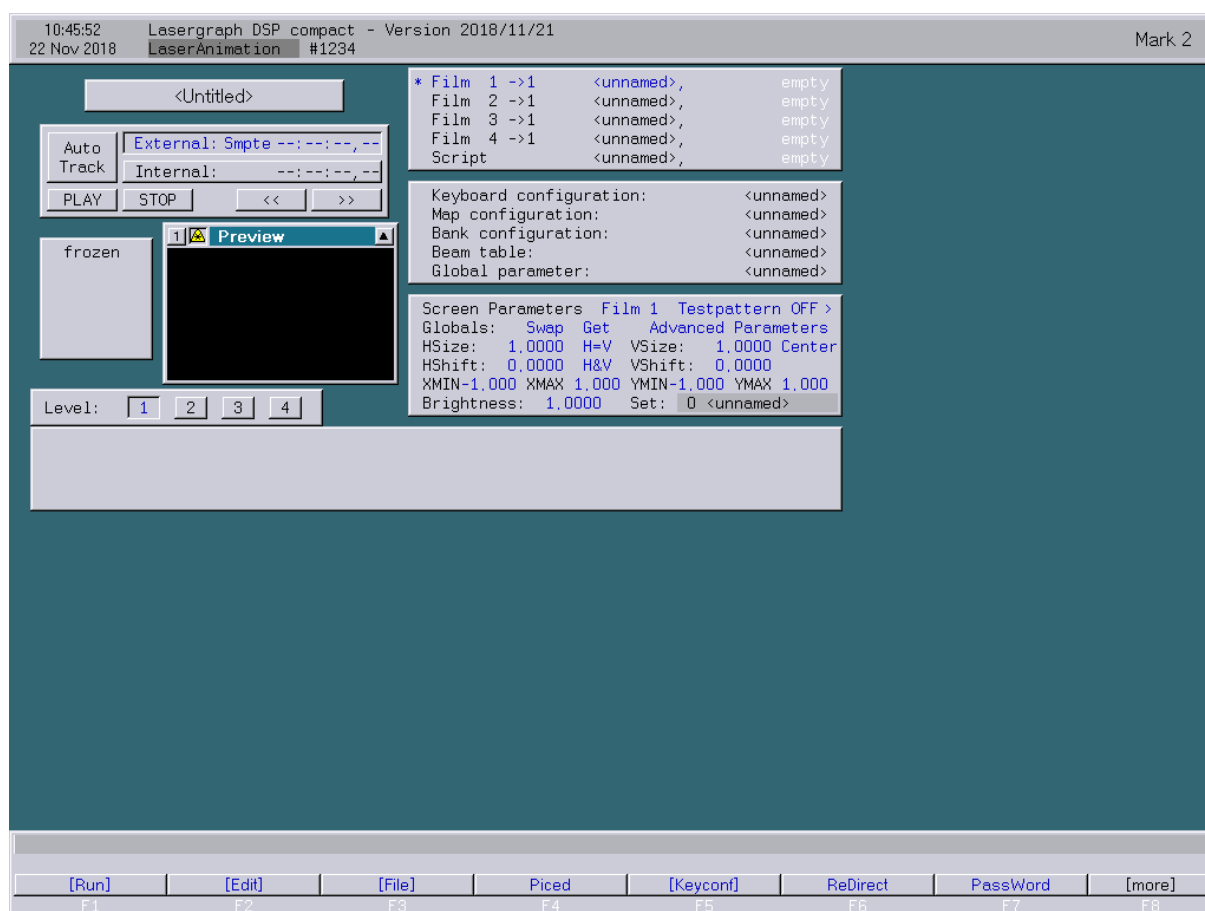 10:45:52 Lasergraph DSP compact - Version 2018/11/21
22 Nov 2018 LaserAnimation #1234
Mark 2
<Untitled>
Auto Track
External: Smpte --:--:--,--
Internal: --:--:--,--
PLAY STOP << >>
frozen
1 Preview
Level: 1 2 3 4
* Film 1 ->1 <unnamed>, empty
Film 2 ->1 <unnamed>, empty
Film 3 ->1 <unnamed>, empty
Film 4 ->1 <unnamed>, empty
Script <unnamed>, empty
Keyboard configuration: <unnamed>
Map configuration: <unnamed>
Bank configuration: <unnamed>
Beam table: <unnamed>
Global parameter: <unnamed>
Screen Parameters Film 1 Testpattern OFF >
Globals: Swap Get Advanced Parameters
HSize: 1,0000 H=V VSize: 1,0000 Center
HShift: 0,0000 H&V VShift: 0,0000
XMIN-1,000 XMAX 1,000 YMIN-1,000 YMAX 1,000
Brightness: 1,0000 Set: 0 <unnamed>
[Run] [Edit] [File] Piced [Keyconf] ReDirect PassWord [more]
F1 F2 F3 F4 F5 F6 F7 F8